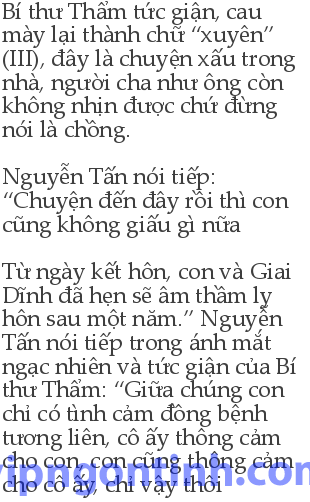 Bí thư Thẩm tức giận, cau
mày lại thành chữ “xuyên”
(III), đây là chuyện xấu trong
nhà, người cha như ông còn
không nhịn được chứ đừng
nói là chồng.
Nguyễn Tấn nói tiếp:
“Chuyện đến đây rồi thì con
cũng không giấu gì nữa
Từ ngày kết hôn, con và Giai
Dĩnh đã hẹn sẽ âm thầm ly
hôn sau một năm.” Nguyễn
Tấn nói tiếp trong ánh mắt
ngạc nhiên và tức giận của Bí
thư Thẩm: “Giữa chúng con
chỉ có tình cảm đồng bệnh
tương liên, cô ấy thông cảm
cho con, con cũng thông cảm
cho cô ấy, chỉ vậy thôi
vipngontinh.com